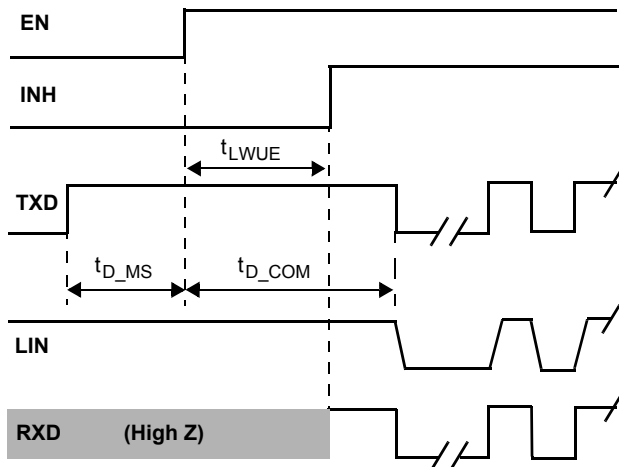 EN
INH
tLWUE
TXD
tD_MS
tD_COM
LIN
RXD (High Z)